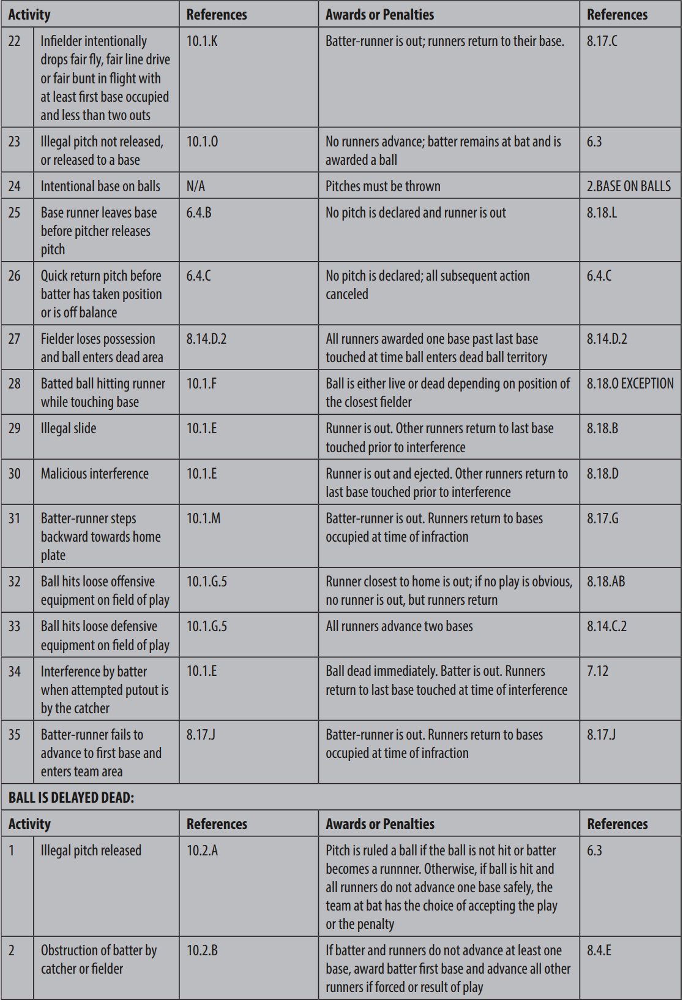 Activity References Awards or Penalties References
22 Infielder intentionally 10.1.K Batter-runner is out; runners return to their base. 8.17.C
drops fair fly, fair line drive
or fair bunt in flight with
at least first base occupied
and less than two outs
23 Illegal pitch not released, 10.1.O No runners advance; batter remains at bat and is 6.3
or released to a base awarded a ball
24 Intentional base on balls N/A Pitches must be thrown 2.BASE ON BALLS
25 Base runner leaves base 6.4.B No pitch is declared and runner is out 8.18.L
before pitcher releases
pitch
26 Quick return pitch before 6.4.C No pitch is declared; all subsequent action 6.4.C
batter has taken position canceled
or is off balance
27 Fielder loses possession 8.14.D.2 All runners awarded one base past last base 8.14.D.2
and ball enters dead area touched at time ball enters dead ball territory
28 Batted ball hitting runner 10.1.F Ball is either live or dead depending on position of 8.18.O EXCEPTION
while touching base the closest fielder
29 Illegal slide 10.1.E Runner is out. Other runners return to last base 8.18.B
touched prior to interference
30 Malicious interference 10.1.E Runner is out and ejected. Other runners return to 8.18.D
last base touched prior to interference
31 Batter-runner steps 10.1.M Batter-runner is out. Runners return to bases 8.17.G
backward towards home occupied at time of infraction
plate
32 Ball hits loose offensive 10.1.G.5 Runner closest to home is out; if no play is obvious, 8.18.AB
equipment on field of play no runner is out, but runners return
33 Ball hits loose defensive 10.1.G.5 All runners advance two bases 8.14.C.2
equipment on field of play
34 Interference by batter 10.1.E Ball dead immediately. Batter is out. Runners 7.12
when attempted putout is return to last base touched at time of interference
by the catcher
35 Batter-runner fails to 8.17.J Batter-runner is out. Runners return to bases 8.17.J
advance to first base and occupied at time of infraction
enters team area
BALL IS DELAYED DEAD:
Activity References Awards or Penalties References
1 Illegal pitch released 10.2.A Pitch is ruled a ball if the ball is not hit or batter 6.3
becomes a runnner. Otherwise, if ball is hit and
all runners do not advance one base safely, the
team at bat has the choice of accepting the play
or the penalty
2 Obstruction of batter by 10.2.B If batter and runners do not advance at least one 8.4.E
catcher or fielder base, award batter first base and advance all other
runners if forced or result of play